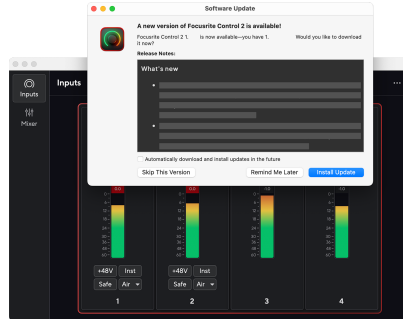 Software Update
A new version of Focusrite Control 2 is available!
Focusrite Control 2 1. is now available—you have 1. Would you like to download
it now?
Release Notes:
What's new
Automatically download and install updates in the future
Skip This Version
Remind Me Later
Install Update
Inputs
Inputs
Mixer
+48V Inst
+48V Inst
Safe Air
Safe Air
1
2
3
4